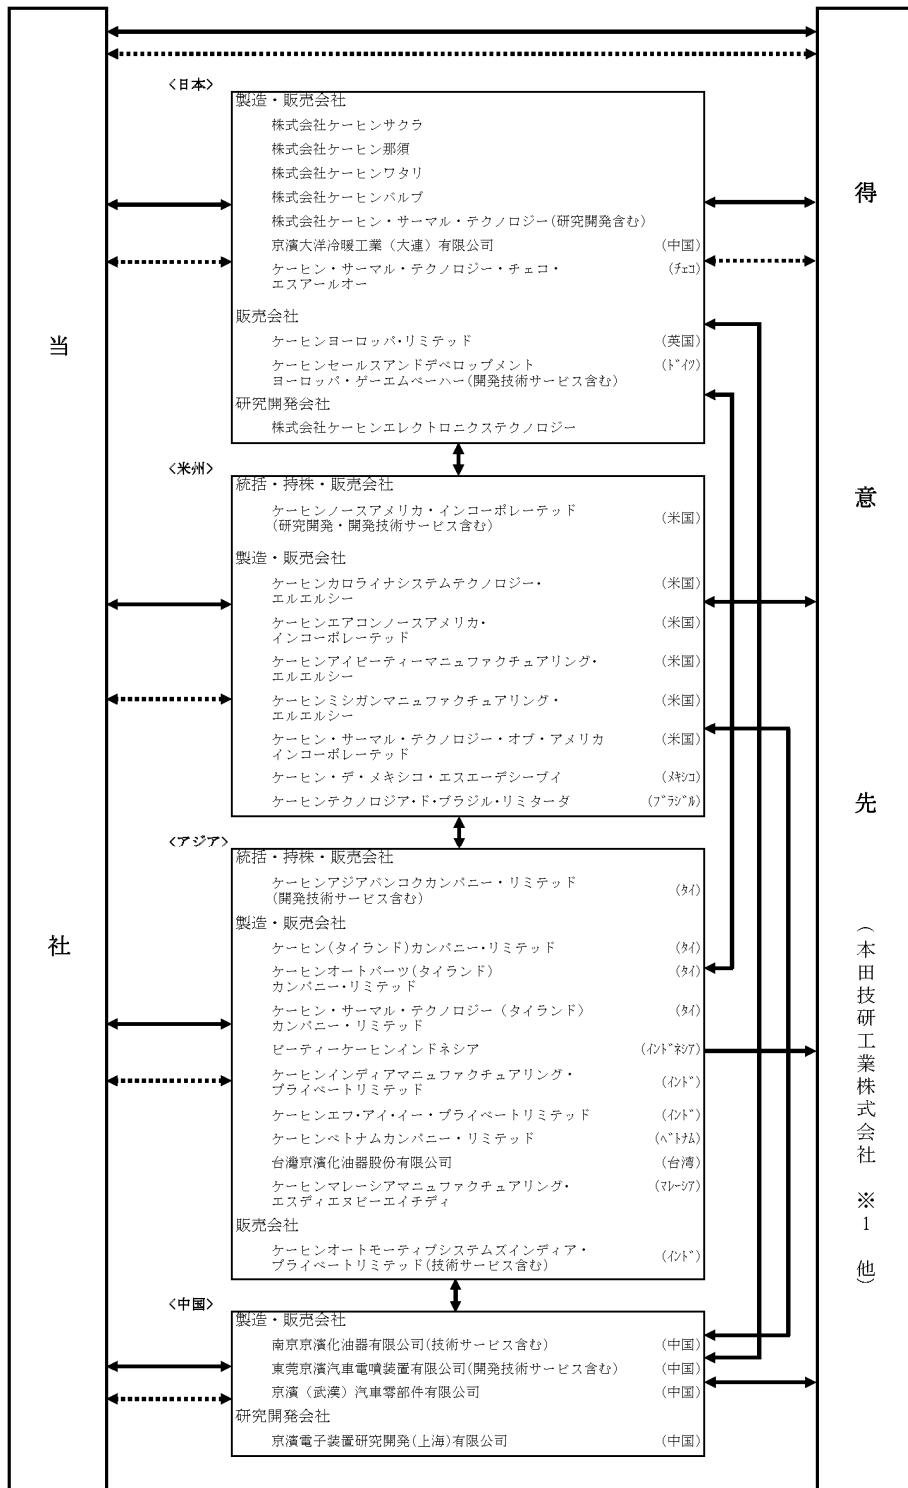 <日本>
製造・販売会社
株式会社ケーヒンサクラ
株式会社ケーヒン那須
株式会社ケーヒンワタリ
株式会社ケーヒンバルブ
株式会社ケーヒン・サーマル・テクノロジー(研究開発含む)
京濱大洋冷暖工業（大連）有限公司 (中国)
ケーヒン・サーマル・テクノロジー・チェコ・ (チェコ)
エスアールオー
販売会社
ケーヒンヨーロッパ・リミテッド (英国)
ケーヒンセールスアンドデベロップメント (ドイツ)
ヨーロッパ・ゲーエムベーハー(開発技術サービス含む)
研究開発会社
株式会社ケーヒンエレクトロニクステクノロジー
<米州>
統括・持株・販売会社
ケーヒンノースアメリカ・インコーポレーテッド (米国)
(研究開発・開発技術サービス含む)
製造・販売会社
ケーヒンカロライナシステムテクノロジー・ (米国)
エルエルシー
ケーヒンエアコンノースアメリカ・ (米国)
インコーポレーテッド
ケーヒンアイピーティーマニュファクチュアリング・ (米国)
エルエルシー
ケーヒンミシガンマニュファクチュアリング・ (米国)
エルエルシー
ケーヒン・サーマル・テクノロジー・オブ・アメリカ (米国)
インコーポレーテッド
ケーヒン・デ・メキシコ・エスエーデシーブイ (メキシコ)
ケーヒンテクノロジア・ド・ブラジル・リミターダ (ブラジル)
<アジア>
統括・持株・販売会社
ケーヒンアジアバンコクカンパニー・リミテッド (タイ)
(開発技術サービス含む)
製造・販売会社
ケーヒン(タイランド)カンパニー・リミテッド (タイ)
ケーヒンオートパーツ(タイランド) (タイ)
カンパニー・リミテッド
ケーヒン・サーマル・テクノロジー（タイランド） (タイ)
カンパニー・リミテッド
ピーティーケーヒンインドネシア (インドネシア)
ケーヒンインディアマニュファクチュアリング・ (インド)
プライベートリミテッド
ケーヒンエフ・アイ・イー・プライベートリミテッド (インド)
ケーヒンベトナムカンパニー・リミテッド (ベトナム)
台灣京濱化油器股份有限公司 (台湾)
ケーヒンマレーシアマニュファクチュアリング・ (マレーシア)
エスディエヌビーエイチディ
販売会社
ケーヒンオートモーティブシステムズインディア・ (インド)
プライベートリミテッド(技術サービス含む)
<中国>
製造・販売会社
南京京濱化油器有限公司(技術サービス含む) (中国)
東莞京濱汽車電噴装置有限公司(開発技術サービス含む) (中国)
京濱（武漢）汽車零部件有限公司 (中国)
研究開発会社
京濱電子装置研究開発(上海)有限公司 (中国)
当社
得意先（本田技研工業株式会社 ※1 他）